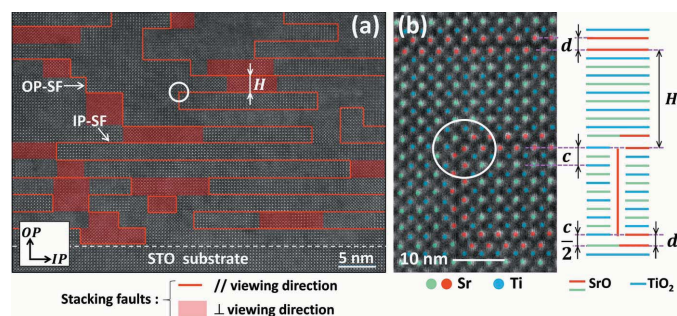 (a)
OP-SF
IP-SF
H
OP
IP
STO substrate
5 nm
Stacking faults :
// viewing direction
⊥ viewing direction
(b)
10 nm
Sr
Ti
d
H
c
c/2
d
SrO
TiO₂